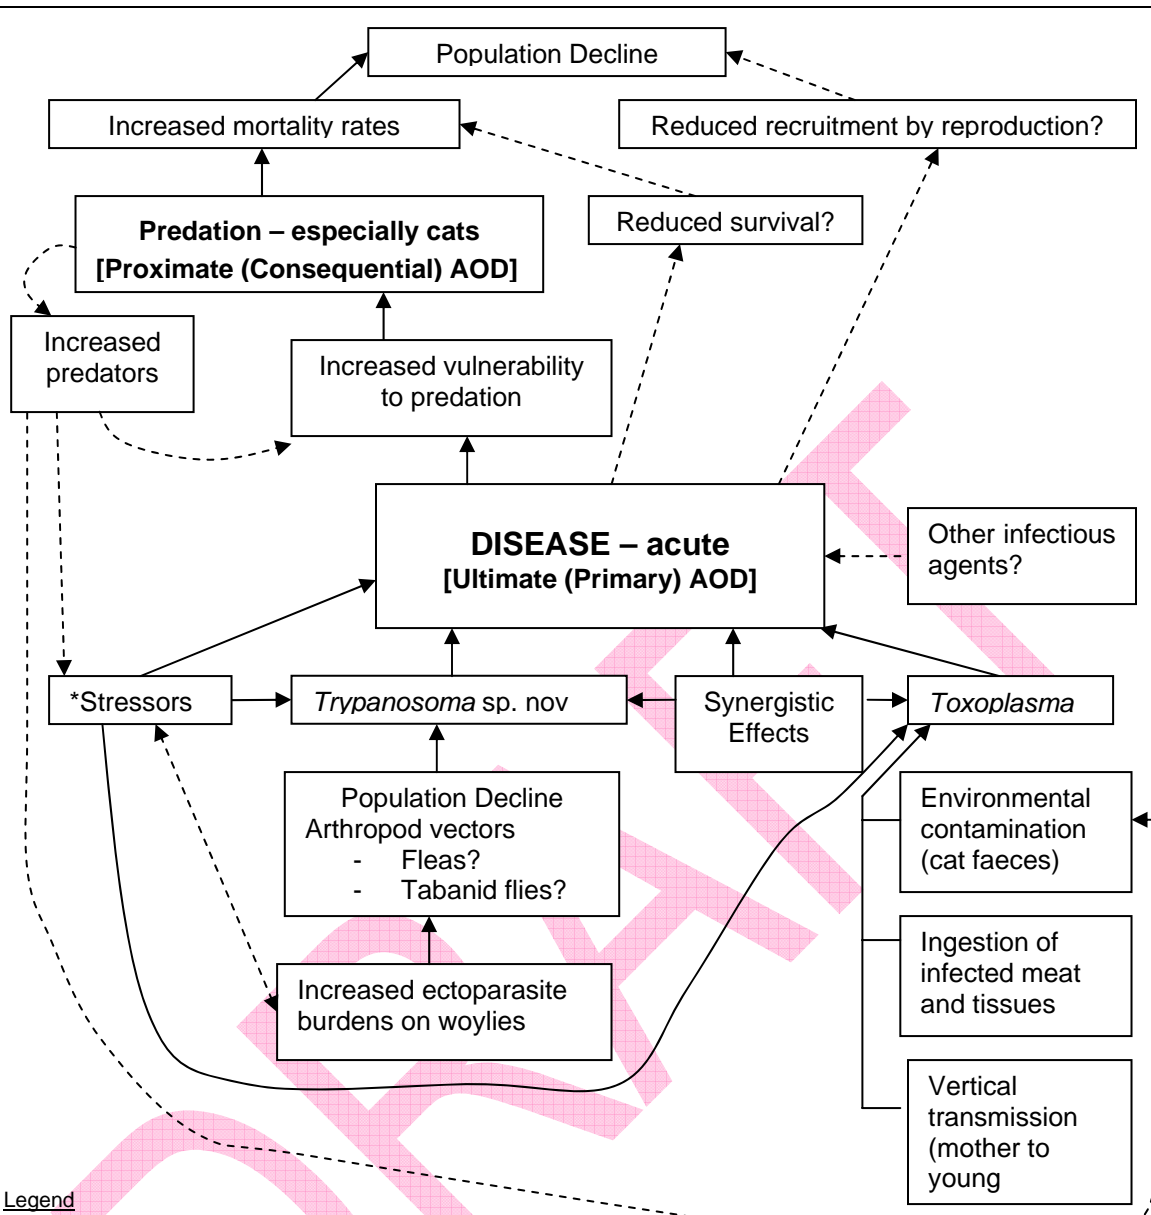 Population Decline
Increased mortality rates
Reduced recruitment by reproduction?
Predation – especially cats
[Proximate (Consequential) AOD]
Reduced survival?
Increased
predators
Increased vulnerability
to predation
DISEASE – acute
[Ultimate (Primary) AOD]
Other infectious
agents?
*Stressors
Trypanosoma sp. nov
Synergistic
Effects
Toxoplasma
Population Decline
Arthropod vectors
- Fleas?
- Tabanid flies?
Environmental
contamination
(cat faeces)
Increased ectoparasite
burdens on woylies
Ingestion of
infected meat
and tissues
Vertical
transmission
(mother to
young
Legend
DRAFT